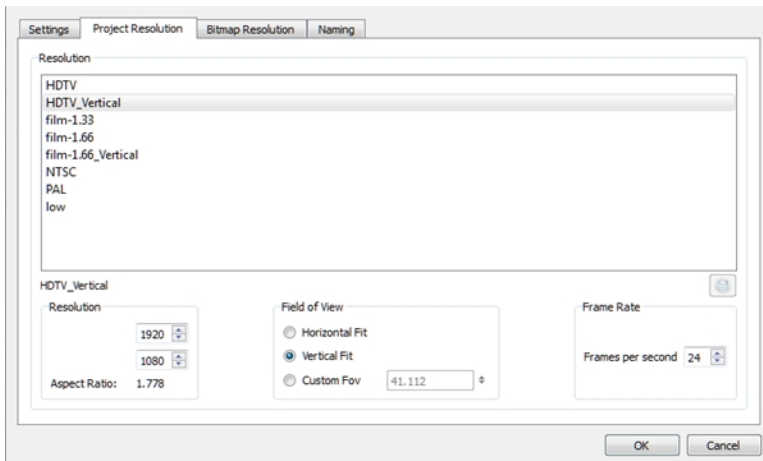 Settings Project Resolution Bitmap Resolution Naming
Resolution
HDTV
HDTV_Vertical
film-1.33
film-1.66
film-1.66_Vertical
NTSC
PAL
low
HDTV_Vertical
Resolution
1920
1080
Aspect Ratio: 1.778
Field of View
Horizontal Fit
Vertical Fit
Custom Fov 41.112
Frame Rate
Frames per second 24
OK Cancel